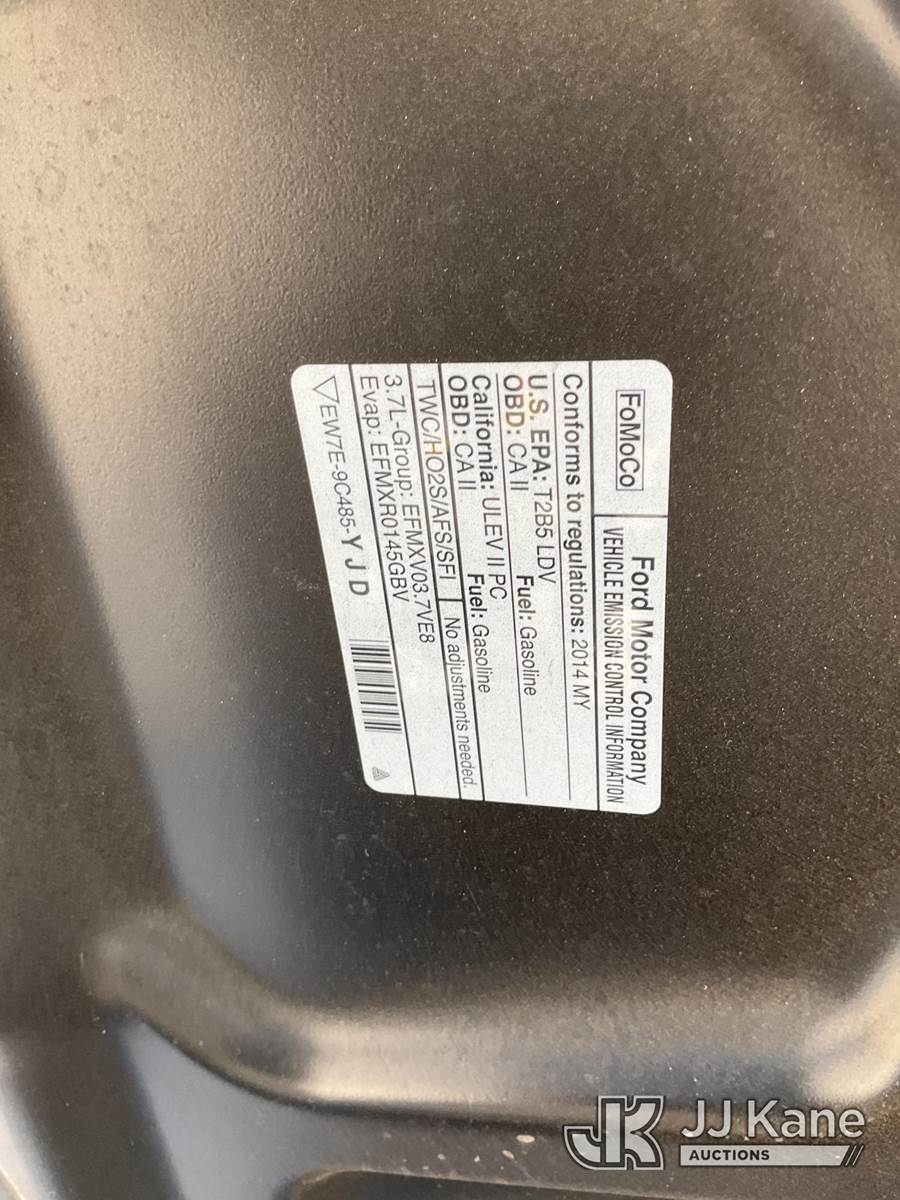 FoMoCo
Ford Motor Company
VEHICLE EMISSION CONTROL INFORMATION
Conforms to regulations: 2014 MY
U.S. EPA: T2B5 LDV
OBD: CA II Fuel: Gasoline
California: ULEV II PC
OBD: CA II Fuel: Gasoline
TWC/HO2S/AFS/SFI No adjustments needed.
3.7L-Group: EFMXV03.7VE8
Evap: EFMXR0145GBV
EW7E-9C485-Y J D
JK JJ Kane
AUCTIONS